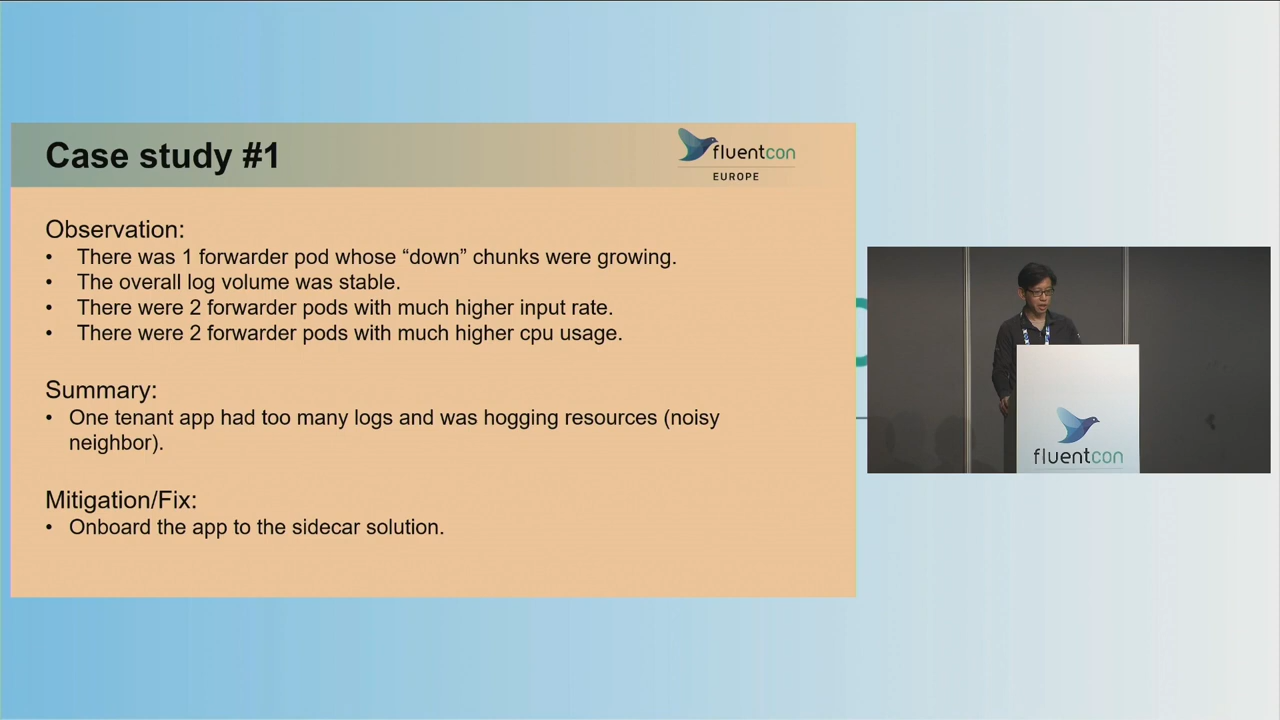 Case study #1
fluentcon
EUROPE
Observation:
• There was 1 forwarder pod whose “down” chunks were growing.
• The overall log volume was stable.
• There were 2 forwarder pods with much higher input rate.
• There were 2 forwarder pods with much higher cpu usage.
Summary:
• One tenant app had too many logs and was hogging resources (noisy
neighbor).
Mitigation/Fix:
• Onboard the app to the sidecar solution.
fluentcon